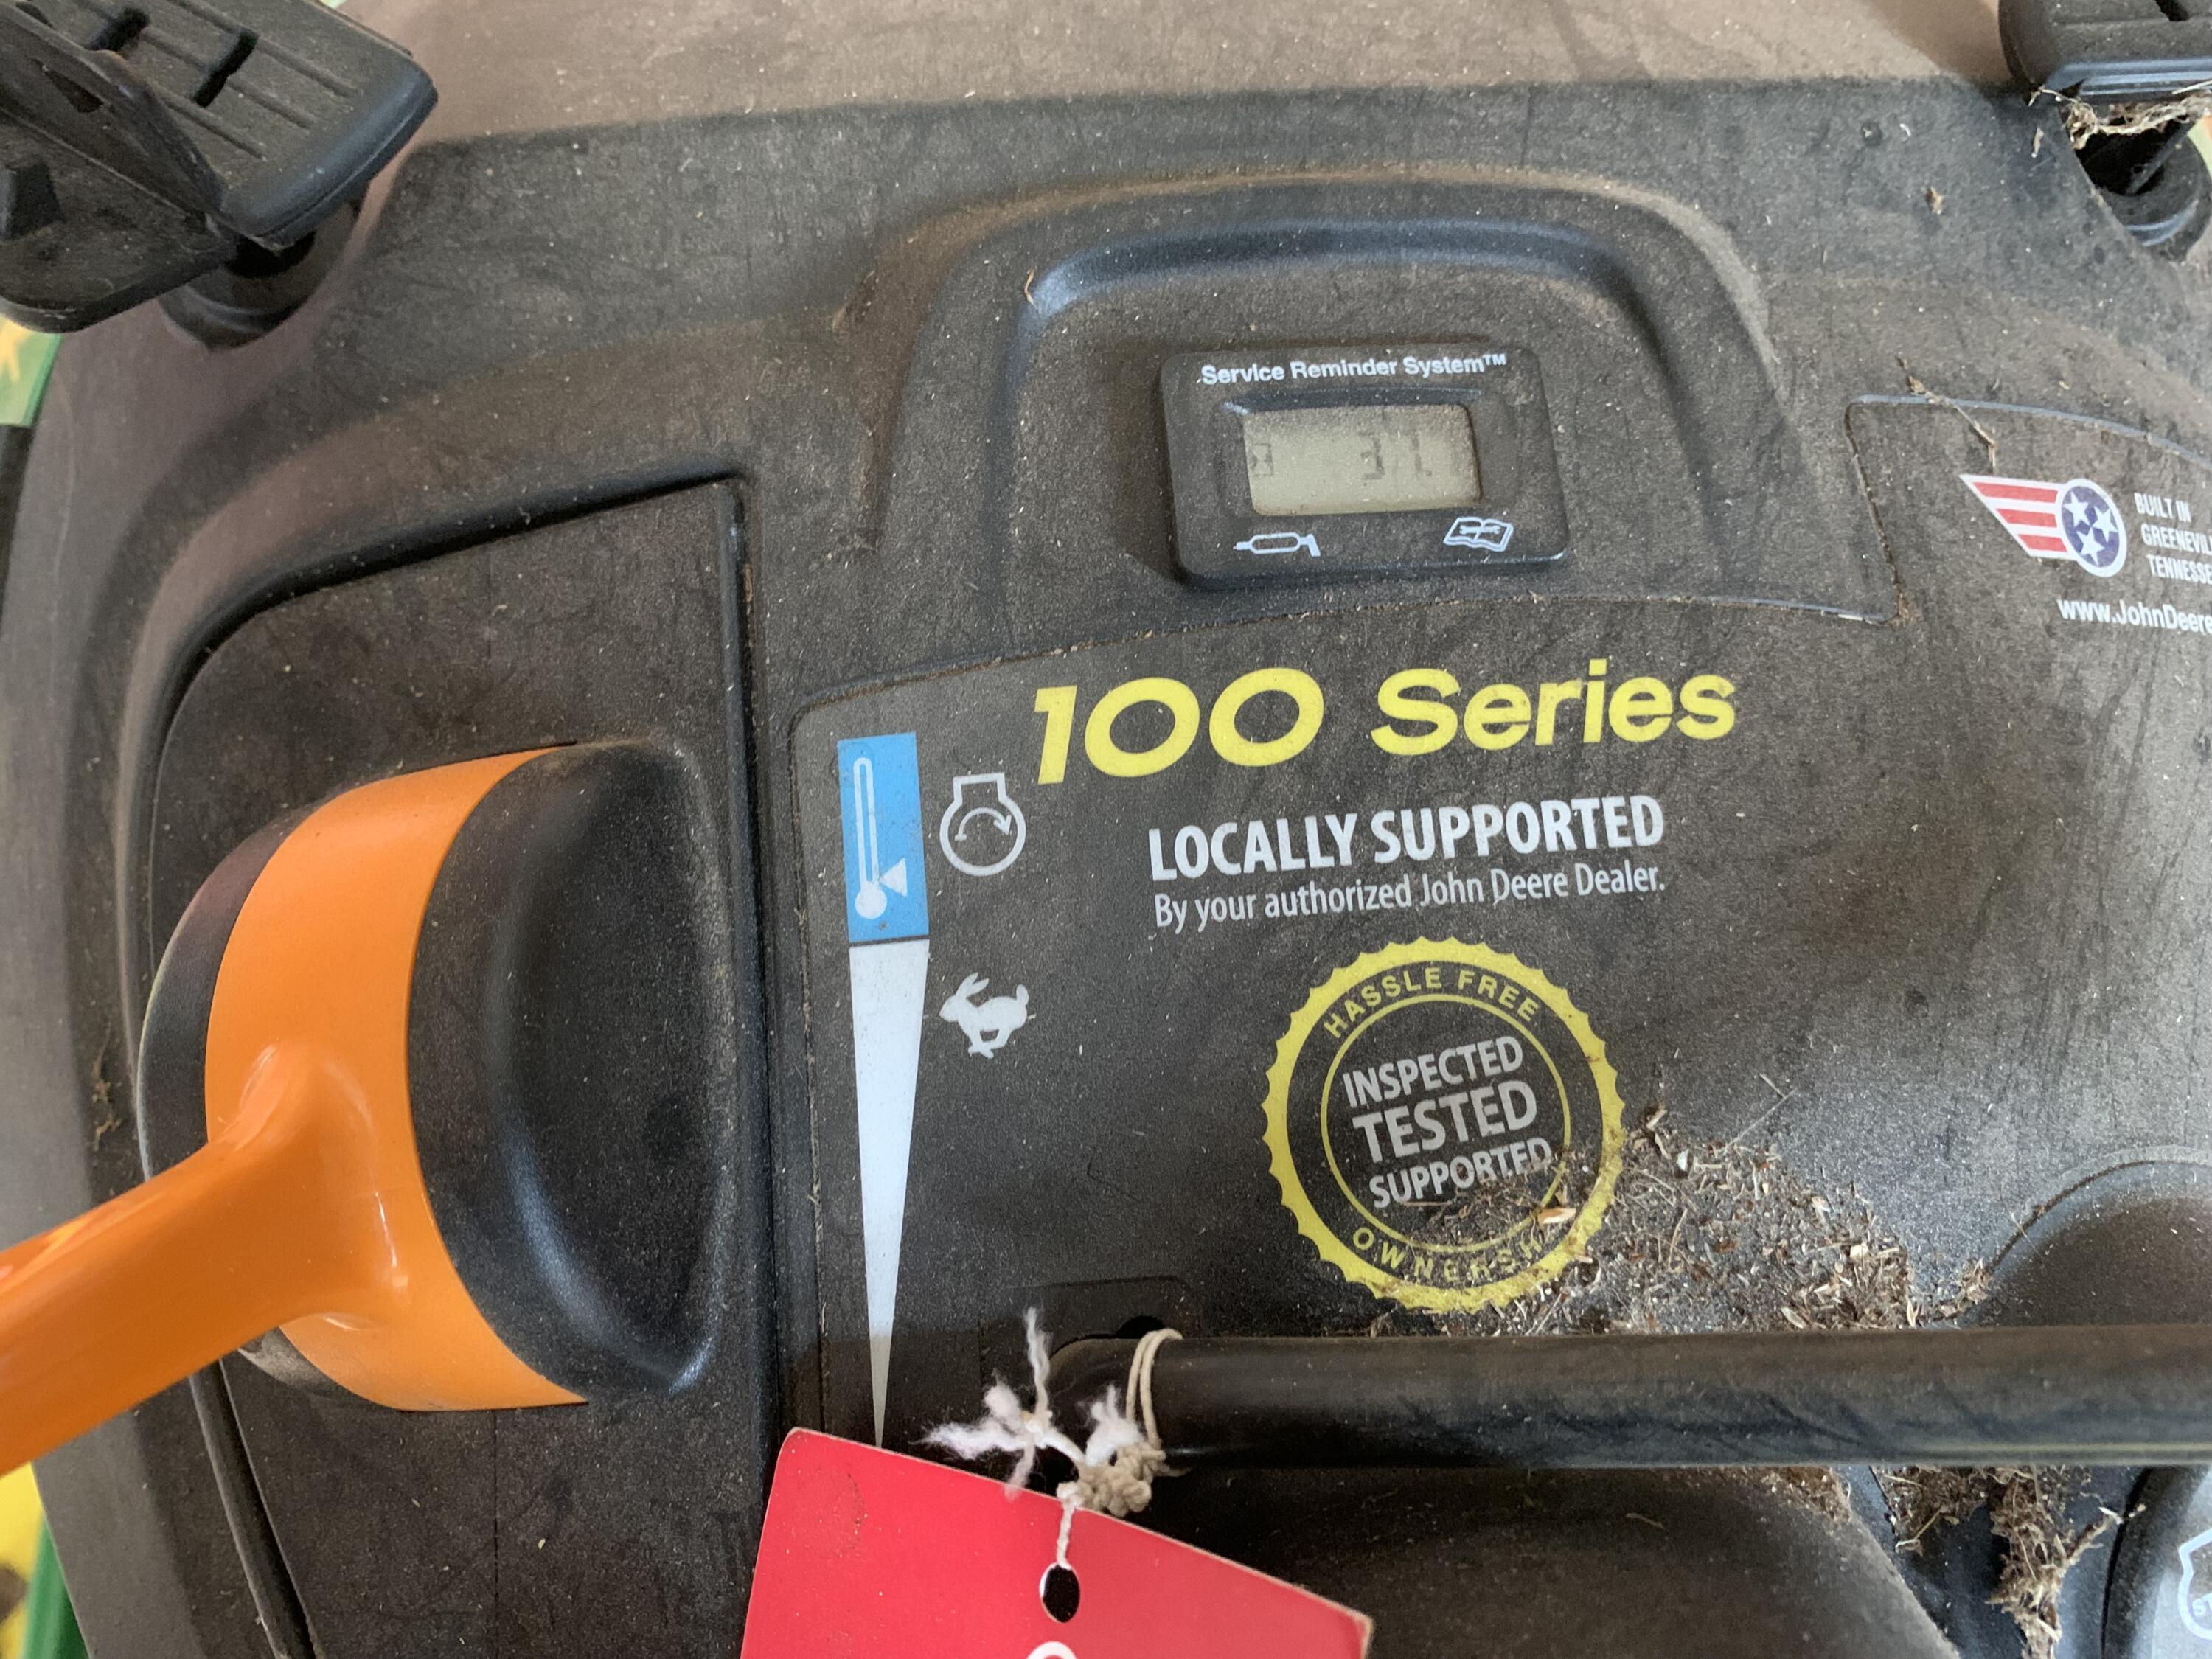 Service Reminder System™
BUILT IN
TENNESSE
www.JohnDeere
100 Series
LOCALLY SUPPORTED
By your authorized John Deere Dealer.
HASSLE FREE
INSPECTED
TESTED
SUPPORTED